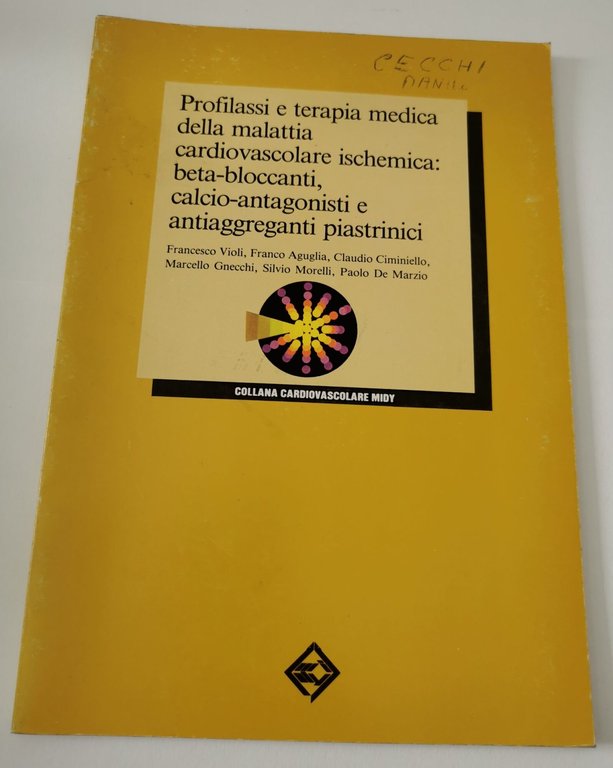 CECCHI
Profilassi e terapia medica
della malattia
cardiovascolare ischemica:
beta-bloccanti,
calcio-antagonisti e
antiaggreganti piastrinici
Francesco Violi, Franco Aguglia, Claudio Ciminiello,
Marcello Gnecchi, Silvio Morelli, Paolo De Marzio
COLLANA CARDIOVASCOLARE MIDY